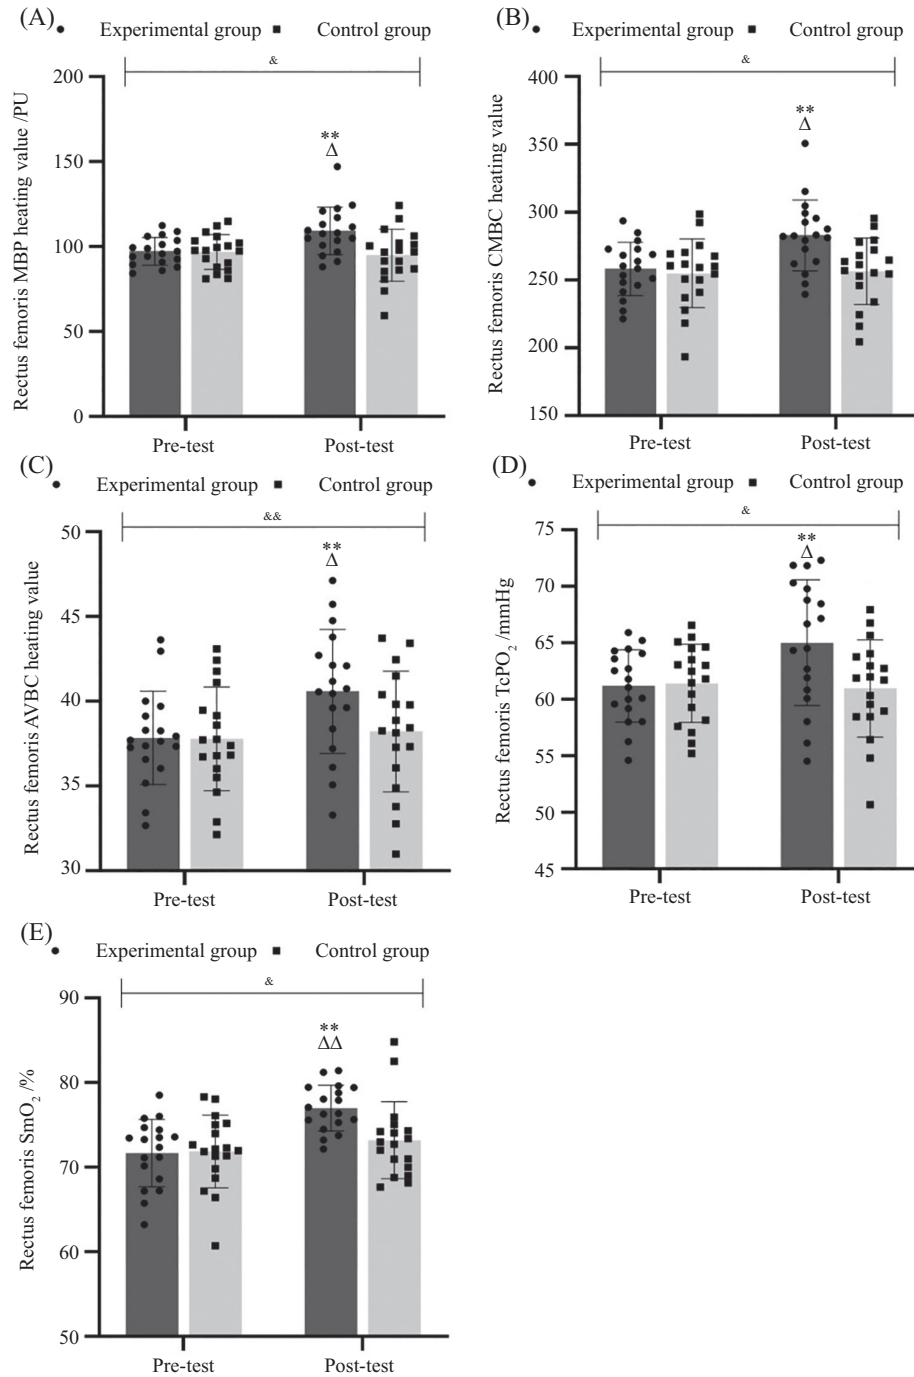 (A)
Experimental group Control group
&
Rectus femoris MBP heating value /PU
200
150
100
50
0
**
Δ
Pre-test Post-test
(B)
Experimental group Control group
&
Rectus femoris CMBC heating value
400
350
300
250
200
150
**
Δ
Pre-test Post-test
(C)
Experimental group Control group
&&
Rectus femoris AVBC heating value
50
45
40
35
30
**
Δ
Pre-test Post-test
(D)
Experimental group Control group
&
Rectus femoris TcPO2 /mmHg
75
70
65
60
55
50
45
**
Δ
Pre-test Post-test
(E)
Experimental group Control group
&
Rectus femoris SmO2 /%
90
80
70
60
50
**
ΔΔ
Pre-test Post-test